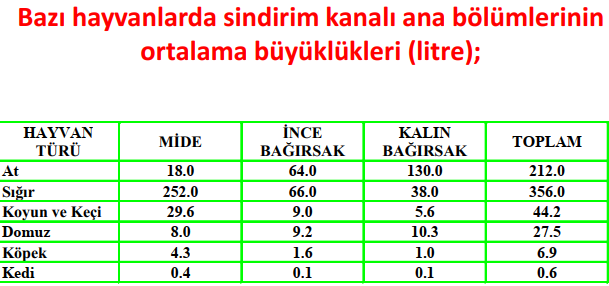 Bazı hayvanlarda sindirim kanalı ana bölümlerinin
ortalama büyüklükleri (litre);
HAYVAN TÜRÜ MİDE İNCE BAĞIRSAK KALIN BAĞIRSAK TOPLAM
At 18.0 64.0 130.0 212.0
Sığır 252.0 66.0 38.0 356.0
Koyun ve Keçi 29.6 9.0 5.6 44.2
Domuz 8.0 9.2 10.3 27.5
Köpek 4.3 1.6 1.0 6.9
Kedi 0.4 0.1 0.1 0.6